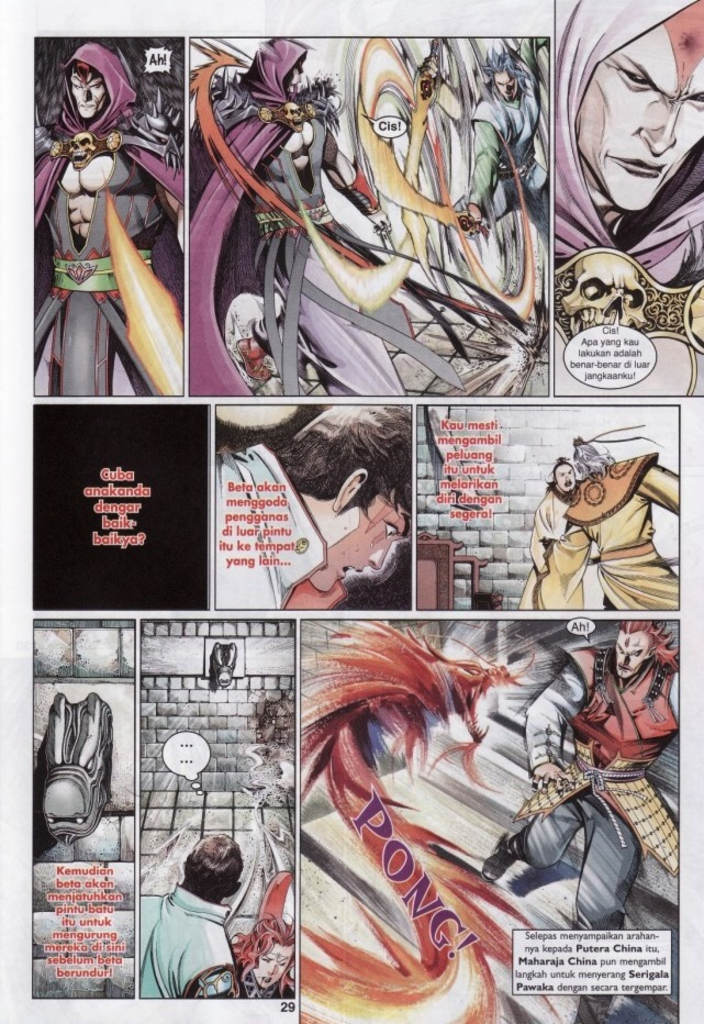 Ah!
Cis!
Cis!
Apa yang kau
lakukan adalah
benar-benar di luar
jangkaanku!
Cuba
anakanda
dengar
baik-
baikya?
Beta akan
menggoda
pengganas
di luar pintu
itu ke tempat
yang lain...
Kau mesti
mengambil
peluang
itu untuk
melarikan
diri dengan
segera!
Kemudian
beta akan
menjatuhkan
pintu batu
itu untuk
mengurung
mereka di sini
sebelum beta
berundur!
...
...
Ah!
PONG!
Selepas menyampaikan arahan-
nya kepada Putera China itu,
Maharaja China pun mengambil
langkah untuk menyerang Serigala
Pawaka dengan secara tergempar.
29